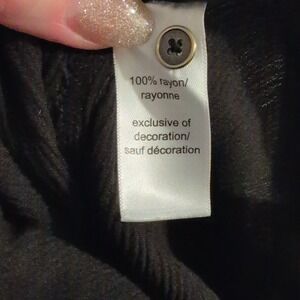 100% rayon/
rayonne
exclusive of
decoration/
sauf décoration